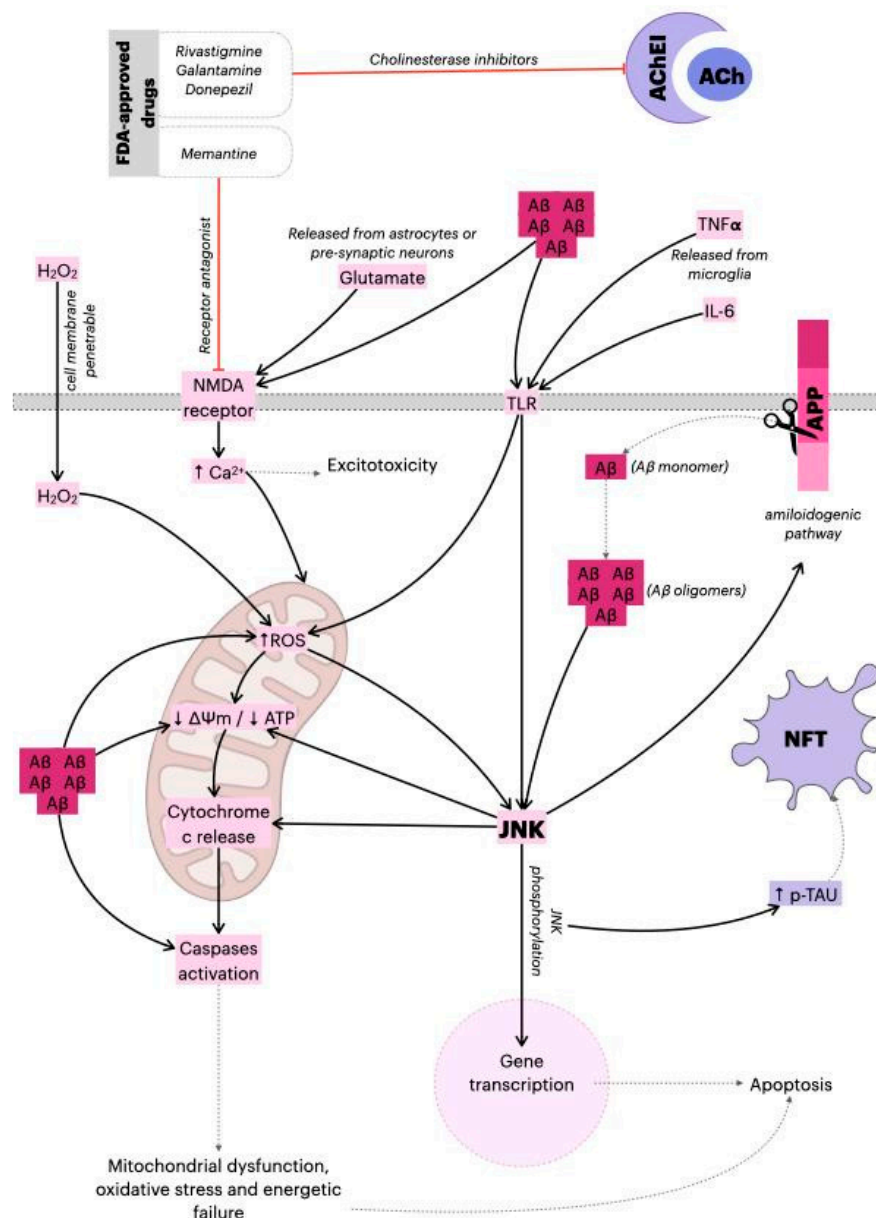 FDA-approved
drugs
Rivastigmine
Galantamine
Donepezil
Memantine
Cholinesterase inhibitors
AChEI
ACh
Receptor antagonist
H₂O₂
cell membrane
penetrable
Released from astrocytes or
pre-synaptic neurons
Glutamate
Aβ Aβ
Aβ Aβ
Aβ
TNFα
Released from
microglia
IL-6
NMDA
receptor
TLR
APP
↑ Ca²⁺
Excitotoxicity
H₂O₂
Aβ
(Aβ monomer)
amiloidogenic
pathway
Aβ Aβ
Aβ Aβ
Aβ
(Aβ oligomers)
↑ROS
↓ ΔΨm / ↓ ATP
NFT
Aβ Aβ
Aβ Aβ
Aβ
Cytochrome
c release
JNK
JNK
phosphorylation
↑ p-TAU
Caspases
activation
Gene
transcription
Apoptosis
Mitochondrial dysfunction,
oxidative stress and energetic
failure